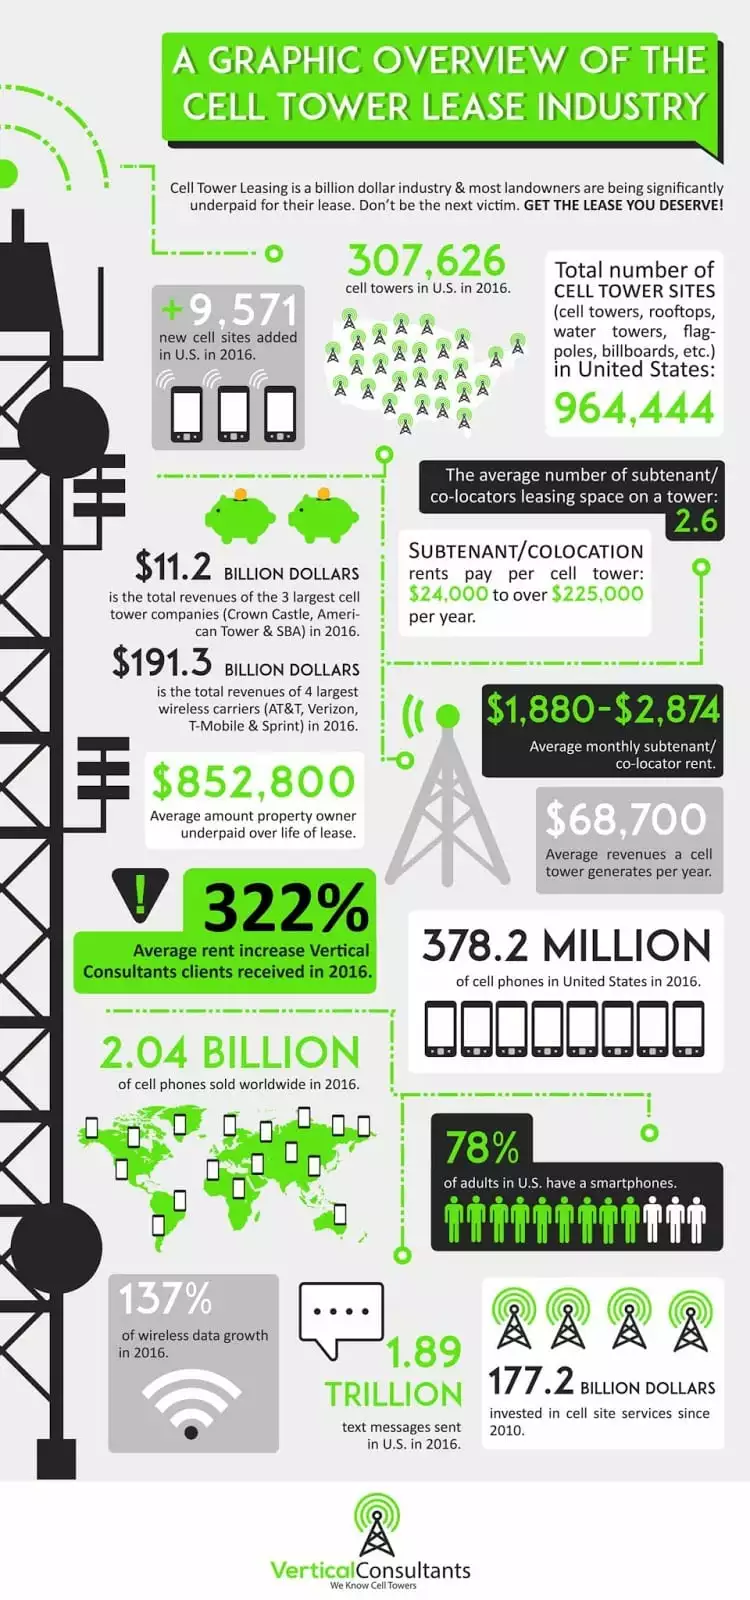 A GRAPHIC OVERVIEW OF THE
CELL TOWER LEASE INDUSTRY
Cell Tower Leasing is a billion dollar industry & most landowners are being significantly
underpaid for their lease. Don't be the next victim. GET THE LEASE YOU DESERVE!
+9,571
new cell sites added
in U.S. in 2016.
307,626
cell towers in U.S. in 2016.
Total number of
CELL TOWER SITES
(cell towers, rooftops,
water towers, flag-
poles, billboards, etc.)
in United States:
964,444
The average number of subtenant/
co-locators leasing space on a tower:
2.6
$11.2 BILLION DOLLARS
is the total revenues of the 3 largest cell
tower companies (Crown Castle, Ameri-
can Tower & SBA) in 2016.
SUBTENANT/COLOCATION
rents pay per cell tower:
$24,000 to over $225,000
per year.
$191.3 BILLION DOLLARS
is the total revenues of 4 largest
wireless carriers (AT&T, Verizon,
T-Mobile & Sprint) in 2016.
$1,880-$2,874
Average monthly subtenant/
co-locator rent.
$852,800
Average amount property owner
underpaid over life of lease.
$68,700
Average revenues a cell
tower generates per year.
!
322%
Average rent increase Vertical
Consultants clients received in 2016.
378.2 MILLION
of cell phones in United States in 2016.
2.04 BILLION
of cell phones sold worldwide in 2016.
78%
of adults in U.S. have a smartphones.
137%
of wireless data growth
in 2016.
1.89
TRILLION
text messages sent
in U.S. in 2016.
177.2 BILLION DOLLARS
invested in cell site services since
2010.
VerticalConsultants
We Know Cell Towers